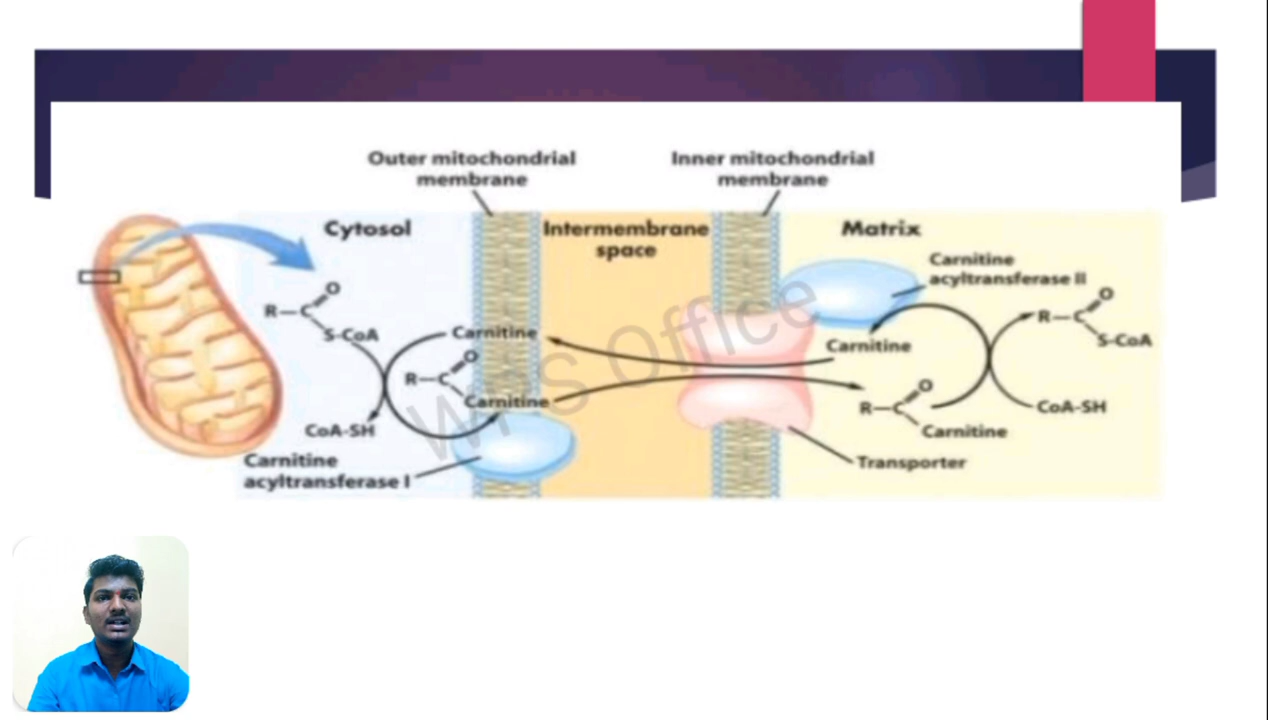 Outer mitochondrial
membrane
Inner mitochondrial
membrane
Cytosol
Intermembrane
space
Matrix
Carnitine
acyltransferase II
R—C
O
S-CoA
Carnitine
R—C
O
Carnitine
CoA-SH
Carnitine
acyltransferase I
Carnitine
R—C
O
S-CoA
R—C
O
Carnitine
CoA-SH
Transporter
WPS Office